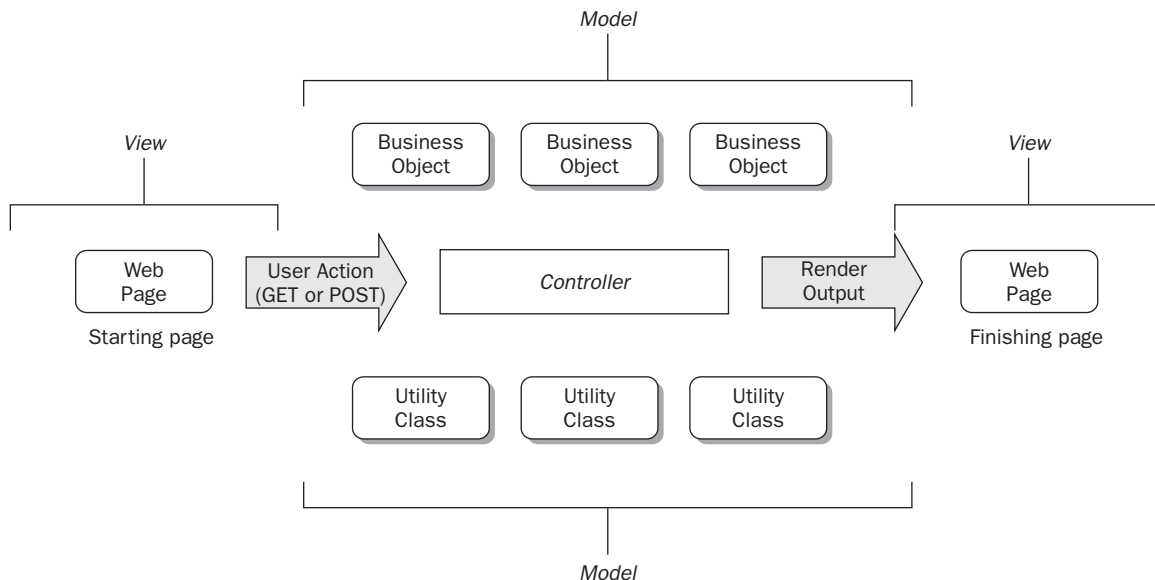 Model
Business
Object
Business
Object
Business
Object
View
View
Web
Page
Starting page
User Action
(GET or POST)
Controller
Render
Output
Web
Page
Finishing page
Utility
Class
Utility
Class
Utility
Class
Model